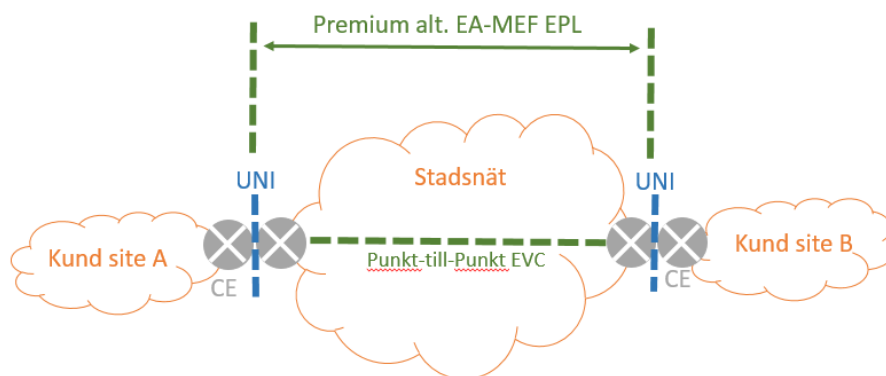 Premium alt. EA-MEF EPL
UNI
UNI
Stadsnät
Kund site A
Kund site B
Punkt-till-Punkt EVC
CE
CE